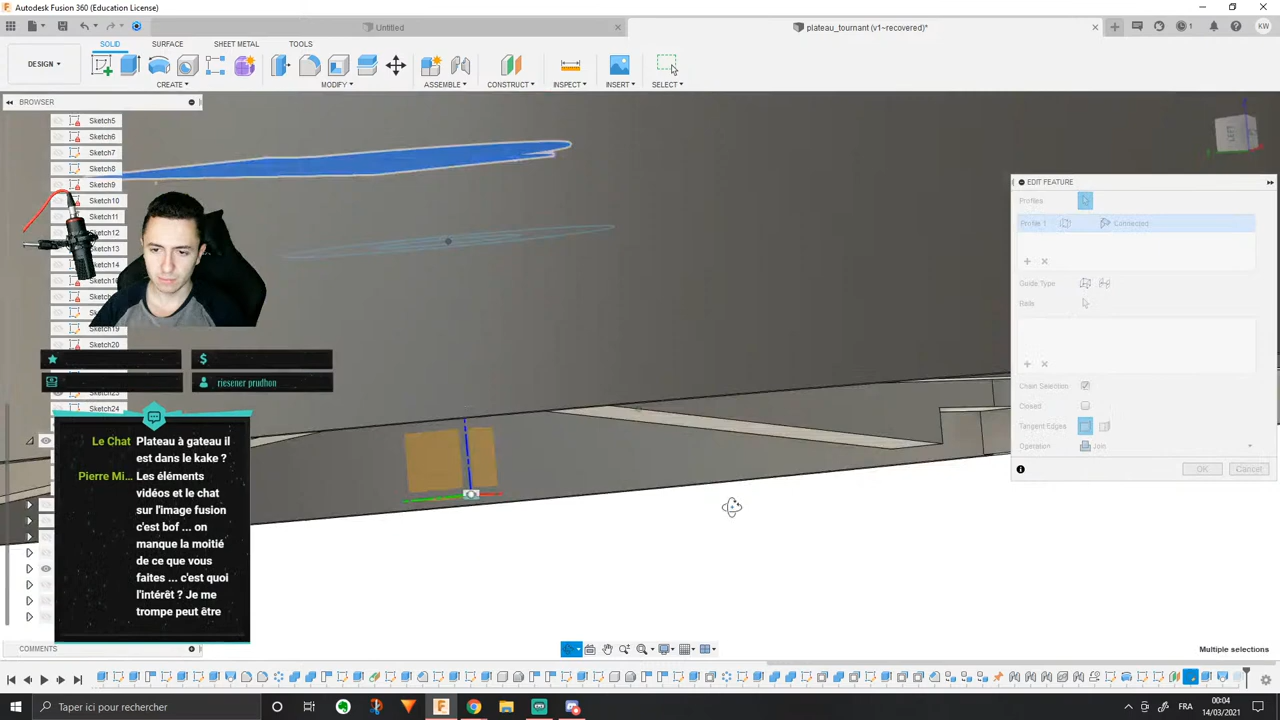 Autodesk Fusion 360 (Education License)
Untitled
plateau_tournant (v1~recovered)*
1
KW
SOLID
SURFACE
SHEET METAL
TOOLS
DESIGN
CREATE
MODIFY
ASSEMBLE
CONSTRUCT
INSPECT
INSERT
SELECT
BROWSER
Sketch5
Sketch6
Sketch7
Sketch8
Sketch9
Sketch10
Sketch11
Sketch12
Sketch13
Sketch14
Sketch19
Sketch20
Sketch24
EDIT FEATURE
Profiles
Profile 1
Connected
Guide Type
Rails
Chain Selection
Closed
Tangent Edges
Operation
Join
OK
Cancel
$
riesener prudhon
Le Chat
Plateau à gateau il
est dans le kake ?
Pierre Mi...
Les éléments
vidéos et le chat
sur l'image fusion
c'est bof ... on
manque la moitié
de ce que vous
faites ... c'est quoi
l'intérêt ? Je me
trompe peut être
COMMENTS
Multiple selections
Taper ici pour rechercher
FRA
00:04
14/03/2021